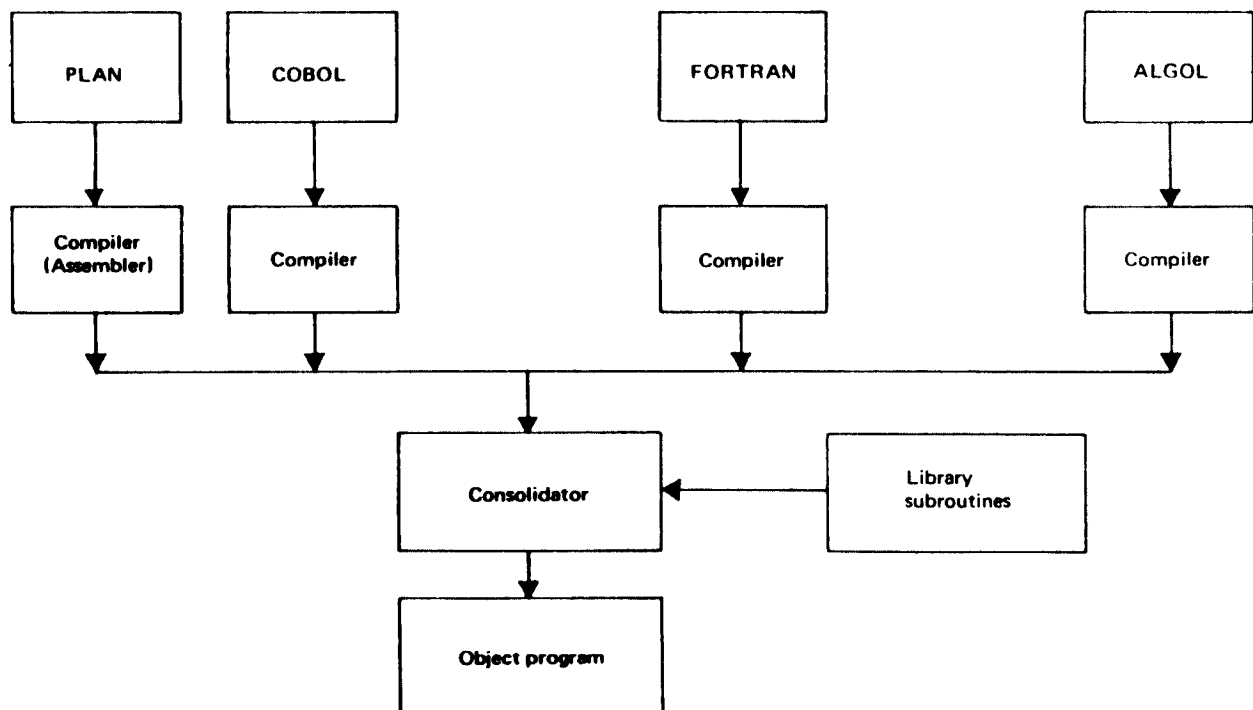 PLAN
COBOL
FORTRAN
ALGOL
Compiler
(Assembler)
Compiler
Compiler
Compiler
Consolidator
Library
subroutines
Object program